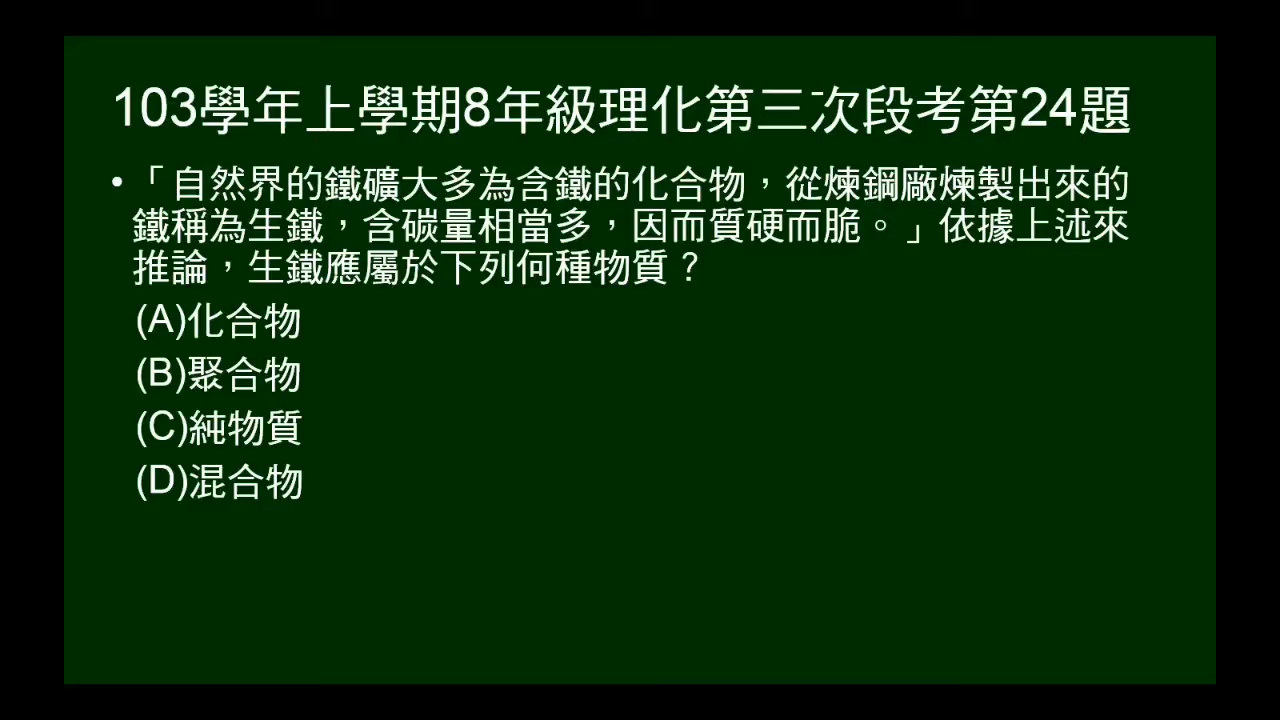 103學年上學期8年級理化第三次段考第24題
•「自然界的鐵礦大多為含鐵的化合物，從煉鋼廠煉製出來的
鐵稱為生鐵，含碳量相當多，因而質硬而脆。」依據上述來
推論，生鐵應屬於下列何種物質？
(A)化合物
(B)聚合物
(C)純物質
(D)混合物